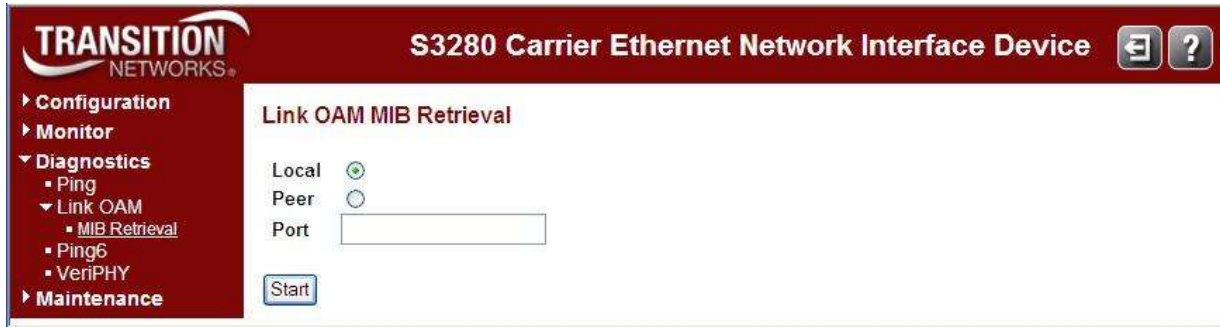 TRANSITION
NETWORKS®
S3280 Carrier Ethernet Network Interface Device
?
Configuration
Monitor
Diagnostics
Ping
Link OAM
MIB Retrieval
Ping6
VeriPHY
Maintenance
Link OAM MIB Retrieval
Local
Peer
Port
Start